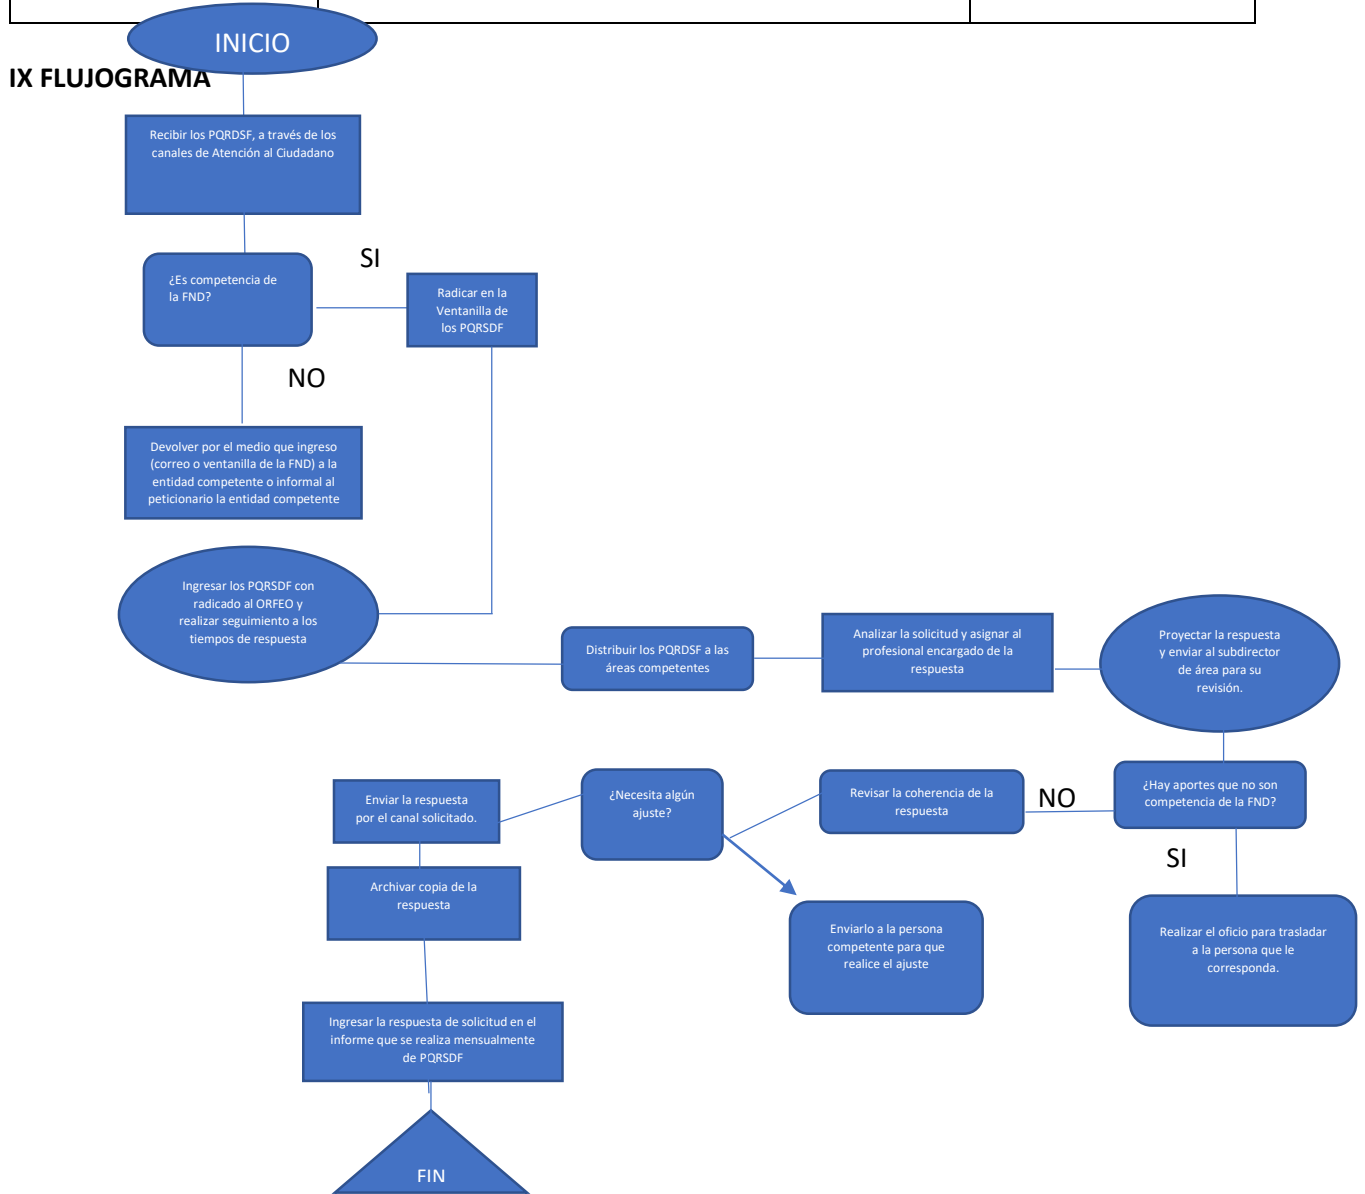 INICIO
IX FLUJOGRAMA
Recibir los PQRDSF, a través de los
canales de Atención al Ciudadano
SI
¿Es competencia de
la FND?
Radicar en la
Ventanilla de
los PQRSDF
NO
Devolver por el medio que ingreso
(correo o ventanilla de la FND) a la
entidad competente o informal al
peticionario la entidad competente
Ingresar los PQRSDF con
radicado al ORFEO y
realizar seguimiento a los
tiempos de respuesta
Distribuir los PQRDSF a las
áreas competentes
Analizar la solicitud y asignar al
profesional encargado de la
respuesta
Proyectar la respuesta
y enviar al subdirector
de área para su
revisión.
¿Hay aportes que no son
competencia de la FND?
NO
Revisar la coherencia de la
respuesta
¿Necesita algún
ajuste?
Enviar la respuesta
por el canal solicitado.
SI
Archivar copia de la
respuesta
Enviarlo a la persona
competente para que
realice el ajuste
Realizar el oficio para trasladar
a la persona que le
corresponda.
Ingresar la respuesta de solicitud en el
informe que se realiza mensualmente
de PQRSDF
FIN